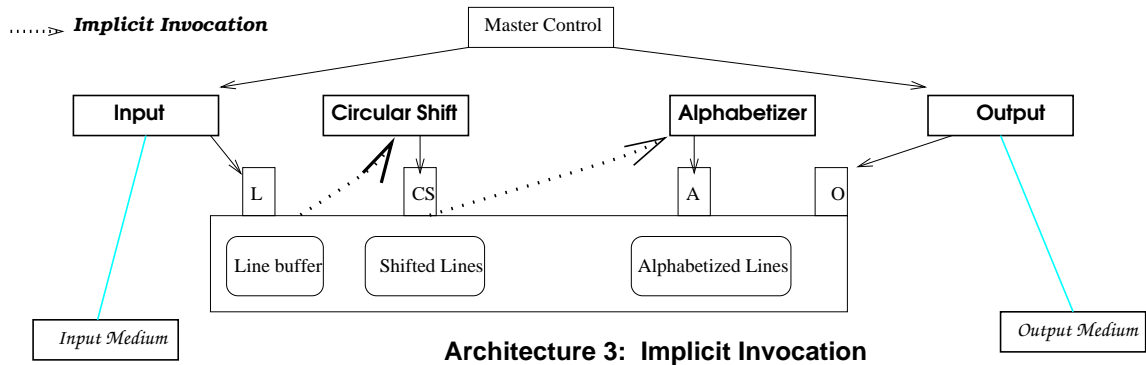 Implicit Invocation
Master Control
Input
Circular Shift
Alphabetizer
Output
L
CS
A
O
Line buffer
Shifted Lines
Alphabetized Lines
Input Medium
Output Medium
Architecture 3: Implicit Invocation